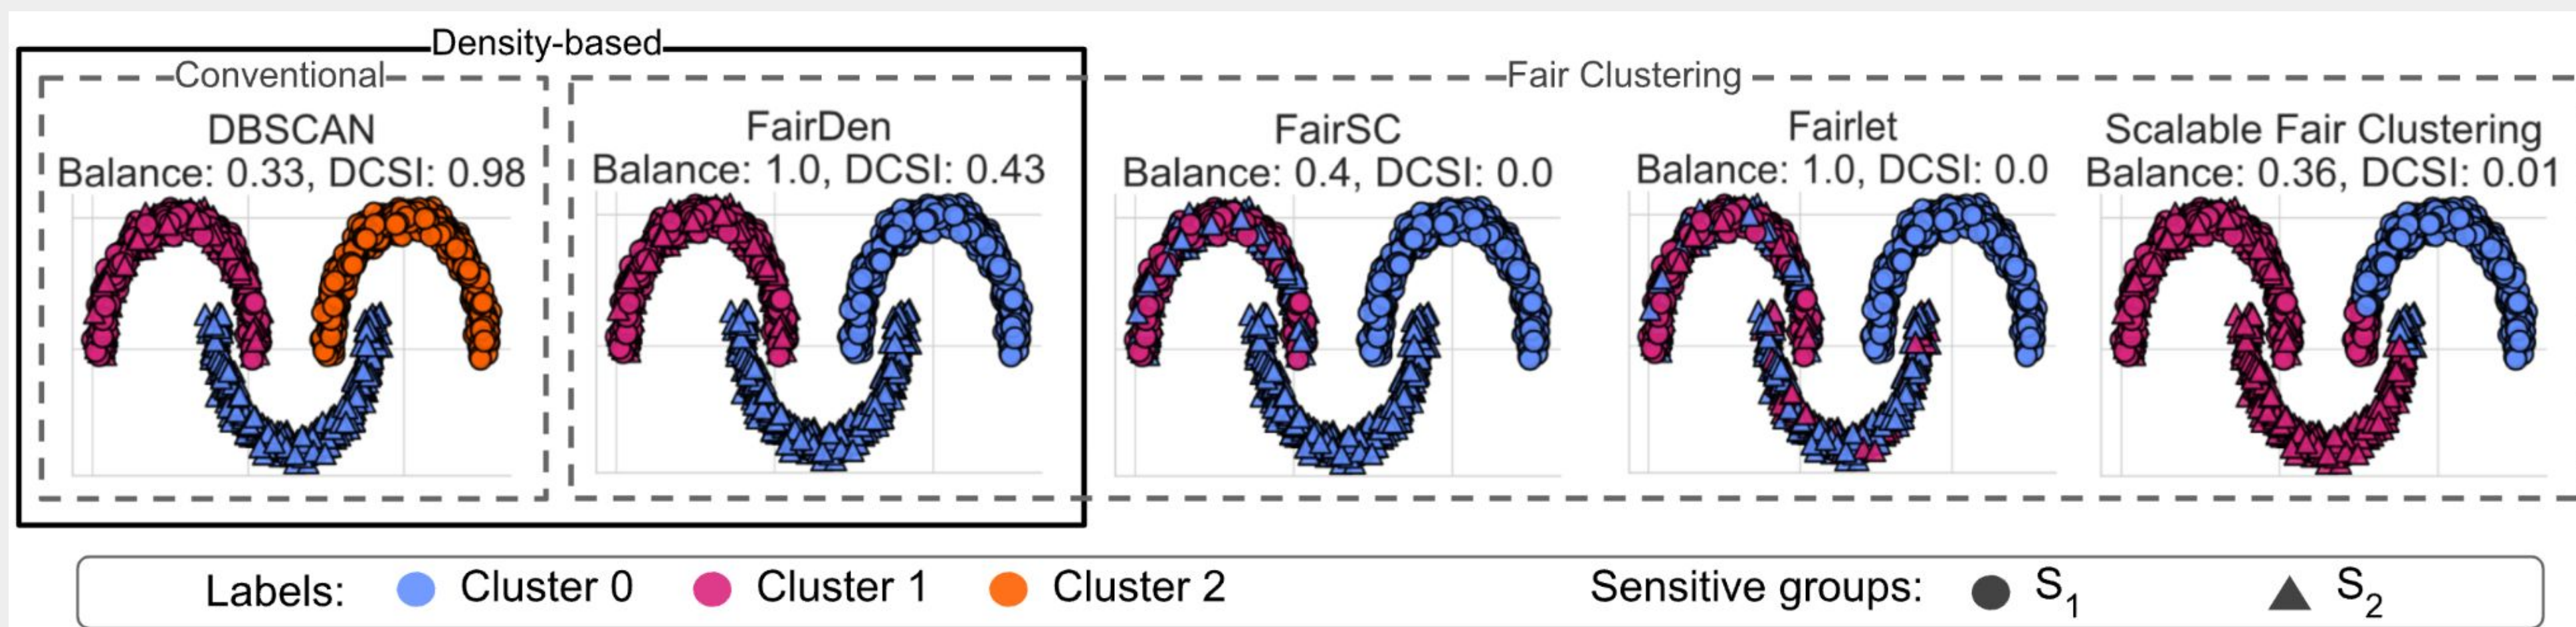 Density-based
Conventional
Fair Clustering
DBSCAN
Balance: 0.33, DCSI: 0.98
FairDen
Balance: 1.0, DCSI: 0.43
FairSC
Balance: 0.4, DCSI: 0.0
Fairlet
Balance: 1.0, DCSI: 0.0
Scalable Fair Clustering
Balance: 0.36, DCSI: 0.01
Labels: Cluster 0 Cluster 1 Cluster 2 Sensitive groups: S1 S2